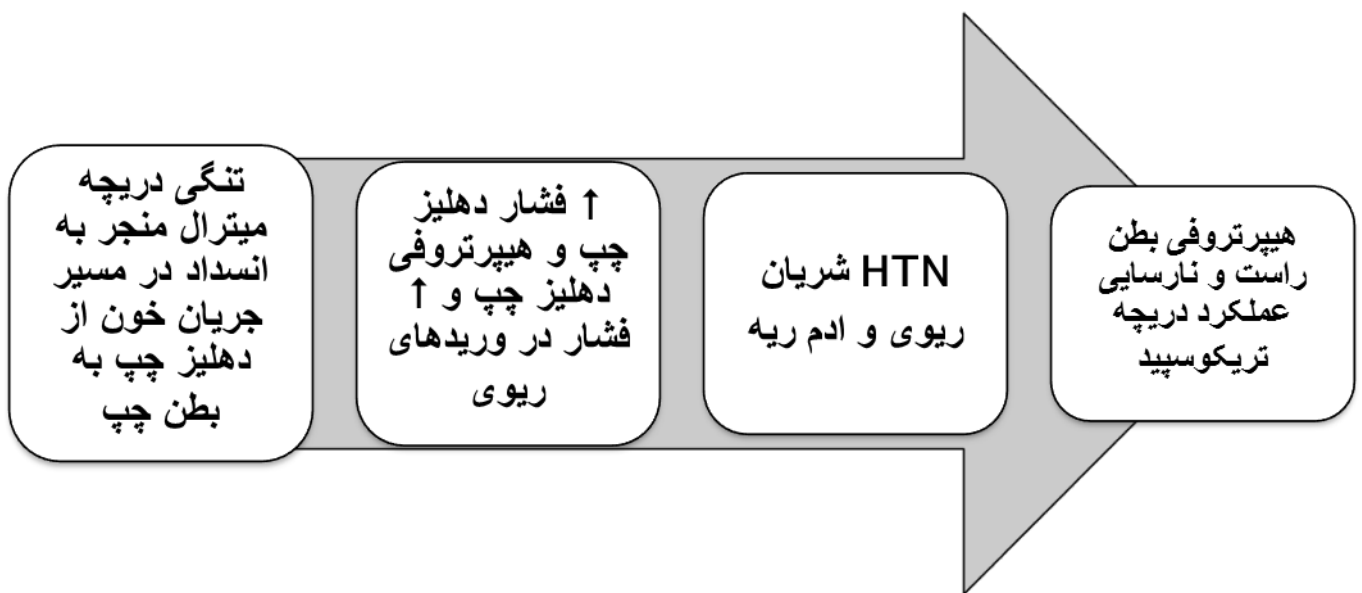 تنگی دریچه
میترال منجر به
انسداد در مسیر
جریان خون از
دهلیز چپ به
بطن چپ
↑ فشار دهلیز
چپ و هیپرتروفی
دهلیز چپ و ↑
فشار در وریدهای
ریوی
HTN شریان
ریوی و ادم ریه
هیپرتروفی بطن
راست و نارسایی
عملکرد دریچه
تریکوسپید